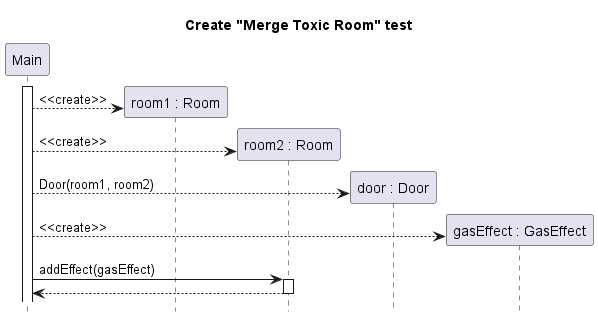 Create "Merge Toxic Room" test
Main
<<create>>
room1 : Room
<<create>>
room2 : Room
Door(room1, room2)
door : Door
<<create>>
gasEffect : GasEffect
addEffect(gasEffect)